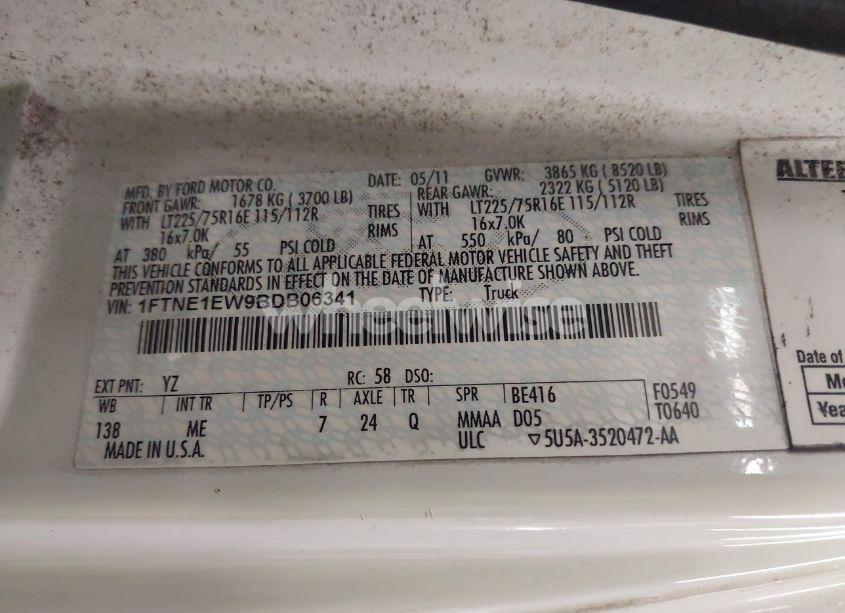 MFD. BY FORD MOTOR CO. DATE: 05/11 GVWR: 3865 KG ( 8520 LB)
FRONT GAWR: 1678 KG ( 3700 LB) REAR GAWR: 2322 KG ( 5120 LB)
WITH LT225/75R16E 115/112R TIRES WITH LT225/75R16E 115/112R TIRES
16x7.0K RIMS 16x7.0K RIMS
AT 380 kPa/ 55 PSI COLD AT 550 kPa/ 80 PSI COLD
THIS VEHICLE CONFORMS TO ALL APPLICABLE FEDERAL MOTOR VEHICLE SAFETY AND THEFT
PREVENTION STANDARDS IN EFFECT ON THE DATE OF MANUFACTURE SHOWN ABOVE.
VIN: 1FTNE1EW9BDB06341 TYPE: Truck
wheelwise
EXT PNT: YZ RC: 58 DSO:
WB INT TR TP/PS R AXLE TR SPR BE416 F0549
138 ME 7 24 Q MMAA D05 T0640
MADE IN U.S.A. ULC ▽5U5A-3520472-AA
ALTE
Date of
Mo
Yea